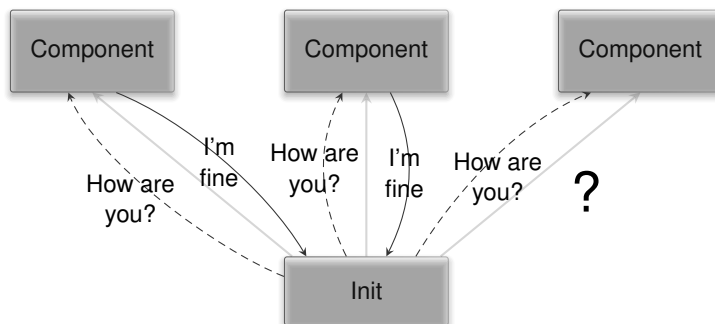 Component
Component
Component
I'm
fine
How are
you?
How are
you?
I'm
fine
How are
you?
?
Init